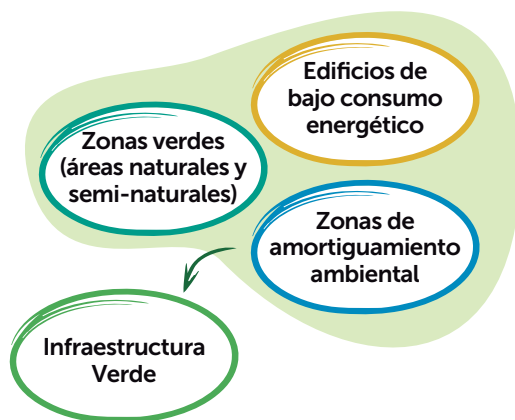 Edificios de
bajo consumo
energético
Zonas verdes
(áreas naturales y
semi-naturales)
Zonas de
amortiguamiento
ambiental
Infraestructura
Verde